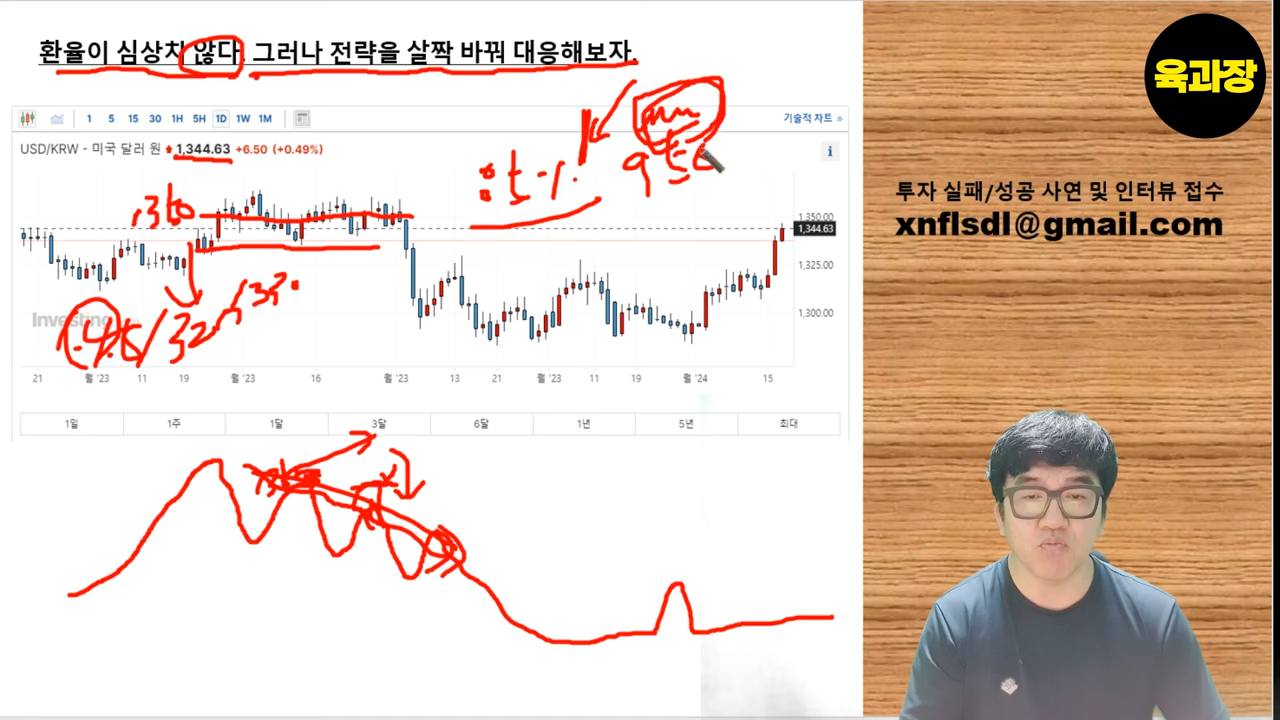 환율이 심상치 않다. 그러나 전략을 살짝 바꿔 대응해보자.
육과장
1 5 15 30 1H 5H 1D 1W 1M
기술적 차트 »
USD/KRW - 미국 달러 원 1,344.63 +6.50 (+0.49%)
투자 실패/성공 사연 및 인터뷰 접수
xnflsdl@gmail.com
1350
1,350.00
1,344.63
1,325.00
1,300.00
Investing
21 월 '23 11 19 월 '23 16 월 '23 13 21 월 '23 11 19 월 '24 15
1일 1주 1달 3달 6달 1년 5년 최대